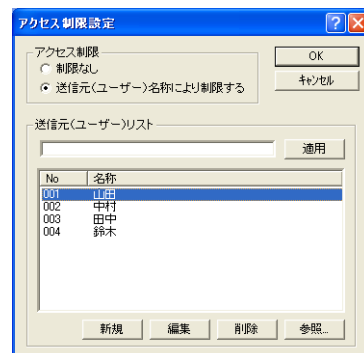 アクセス制限設定
アクセス制限
制限なし
送信元(ユーザー)名称により制限する
OK
キャンセル
送信元(ユーザー)リスト
適用
No 名称
001 山田
002 中村
003 田中
004 鈴木
新規 編集 削除 参照...